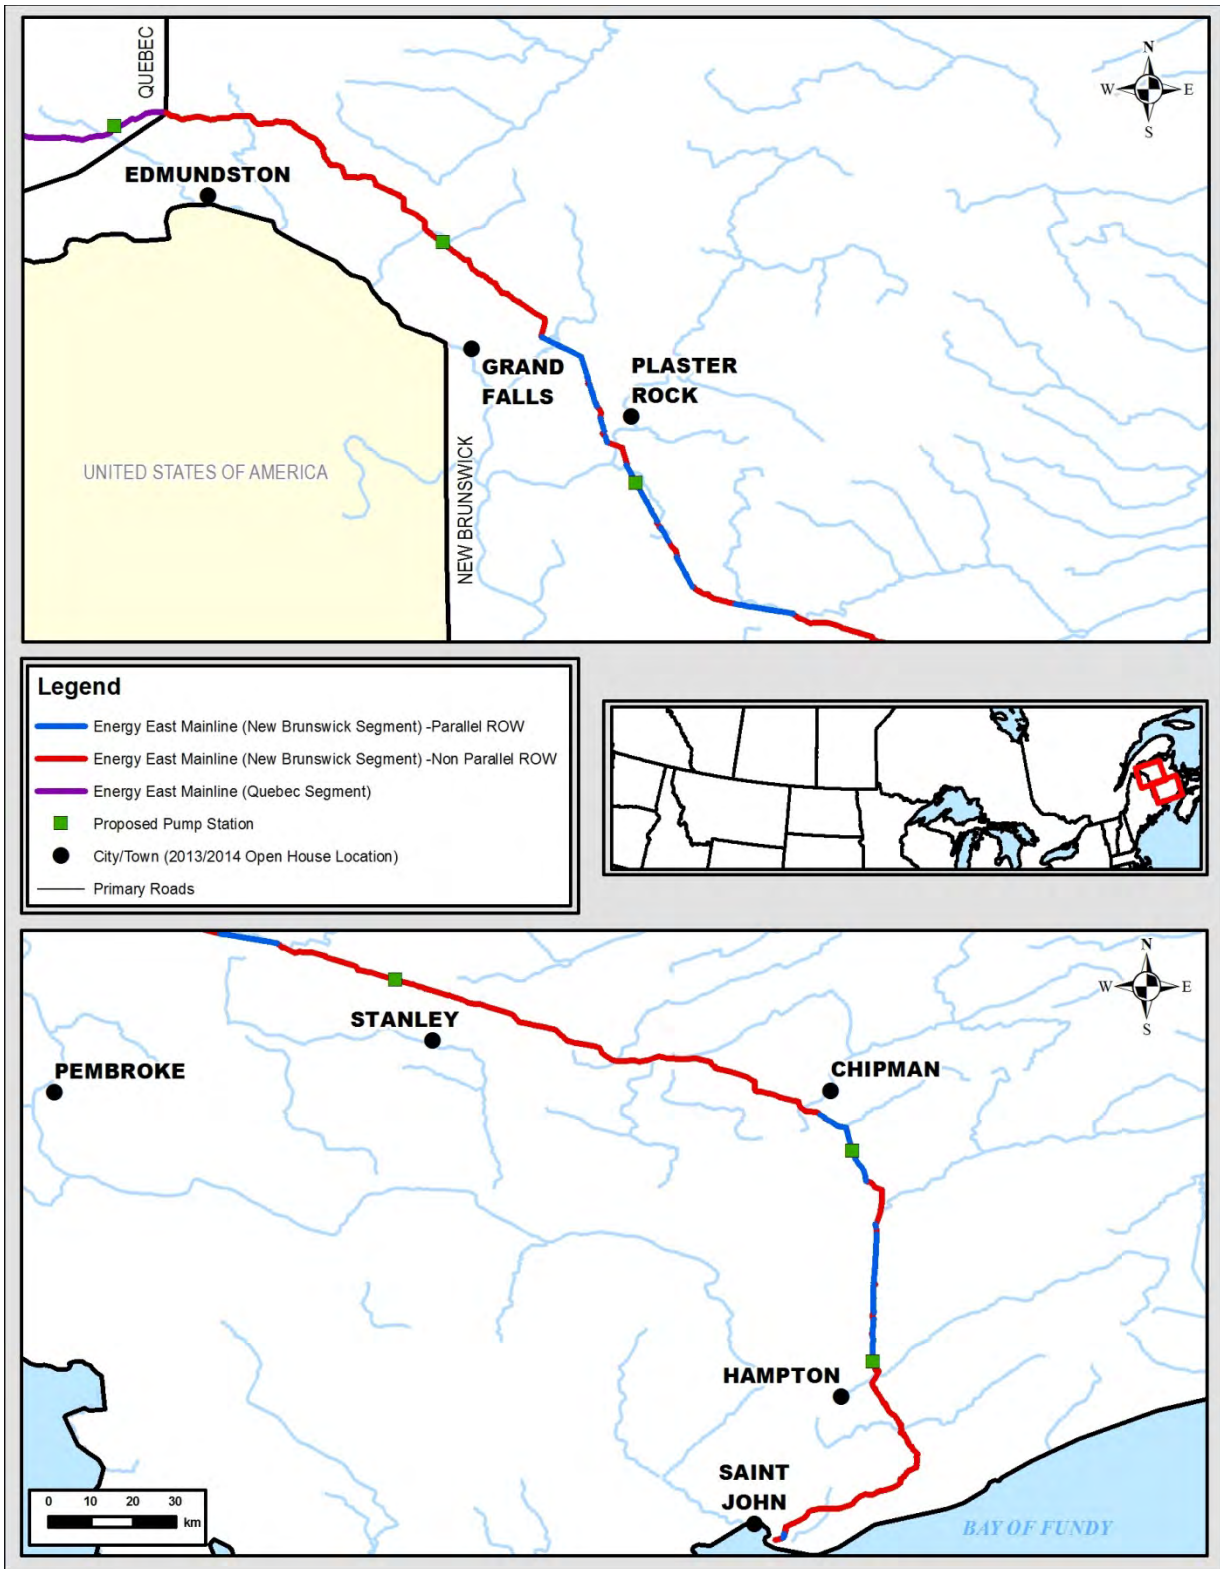 N
W E
S
QUEBEC
EDMUNDSTON
GRAND
FALLS
PLASTER
ROCK
UNITED STATES OF AMERICA
NEW BRUNSWICK
Legend
Energy East Mainline (New Brunswick Segment) -Parallel ROW
Energy East Mainline (New Brunswick Segment) -Non Parallel ROW
Energy East Mainline (Quebec Segment)
Proposed Pump Station
City/Town (2013/2014 Open House Location)
Primary Roads
N
W E
S
STANLEY
PEMBROKE
CHIPMAN
HAMPTON
SAINT
JOHN
BAY OF FUNDY
0 10 20 30
km